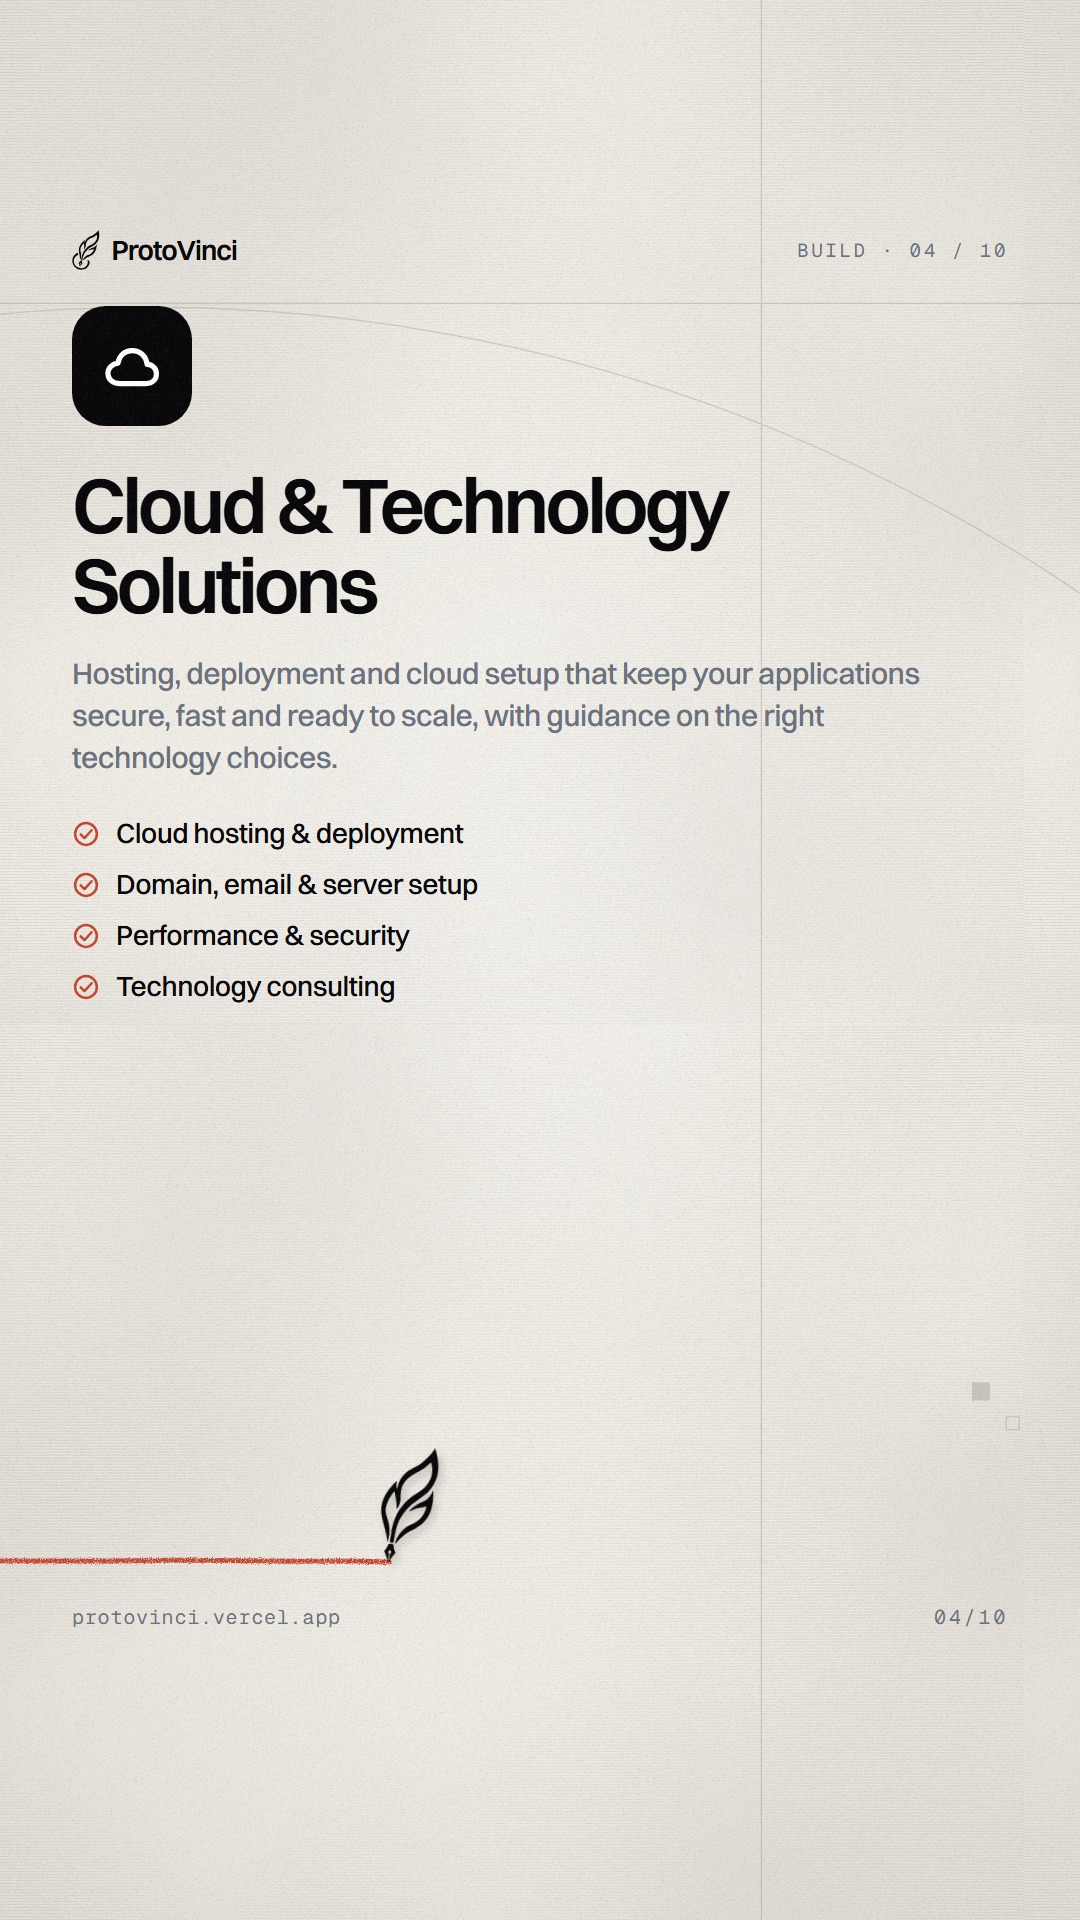 ProtoVinci
BUILD · 04 / 10
Cloud & Technology
Solutions
Hosting, deployment and cloud setup that keep your applications
secure, fast and ready to scale, with guidance on the right
technology choices.
Cloud hosting & deployment
Domain, email & server setup
Performance & security
Technology consulting
protovinci.vercel.app
04/10